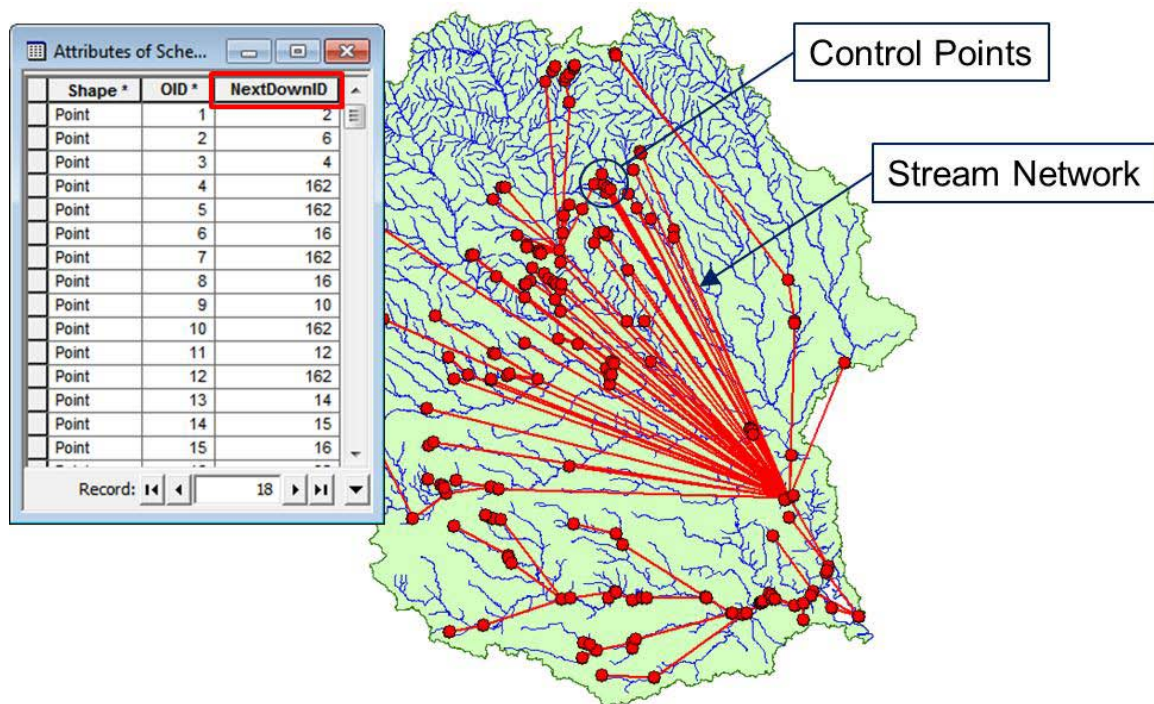 Attributes of Sche...
Shape * OID * NextDownID
Point 1 2
Point 2 6
Point 3 4
Point 4 162
Point 5 162
Point 6 16
Point 7 162
Point 8 16
Point 9 10
Point 10 162
Point 11 12
Point 12 162
Point 13 14
Point 14 15
Point 15 16
Record: 18
Control Points
Stream Network